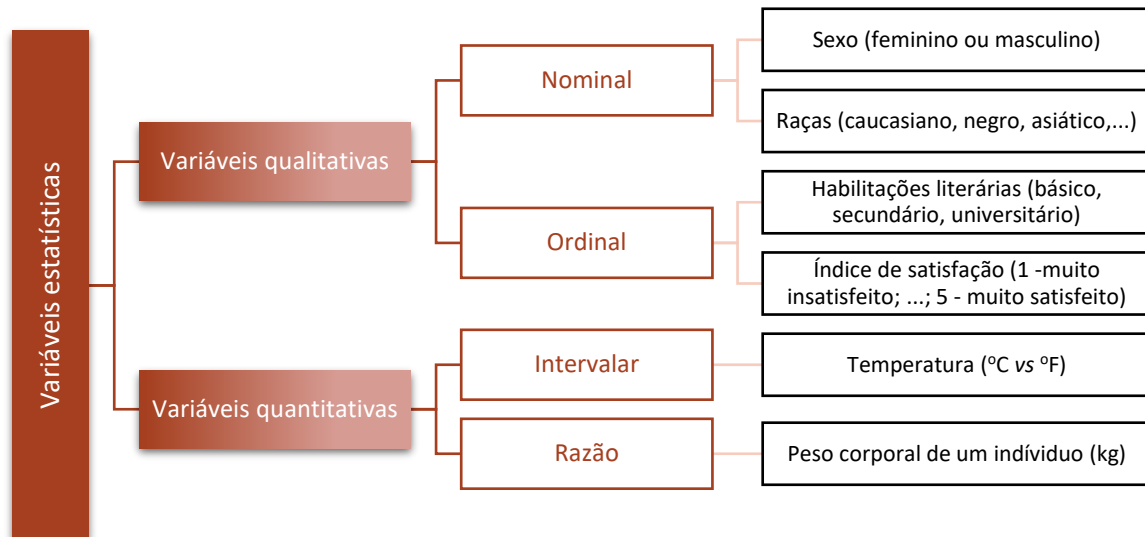 Variáveis estatísticas
Variáveis qualitativas
Nominal
Sexo (feminino ou masculino)
Raças (caucasiano, negro, asiático,...)
Ordinal
Habilitações literárias (básico,
secundário, universitário)
Índice de satisfação (1 -muito
insatisfeito; ...; 5 - muito satisfeito)
Variáveis quantitativas
Intervalar
Temperatura (ºC vs ºF)
Razão
Peso corporal de um indíviduo (kg)